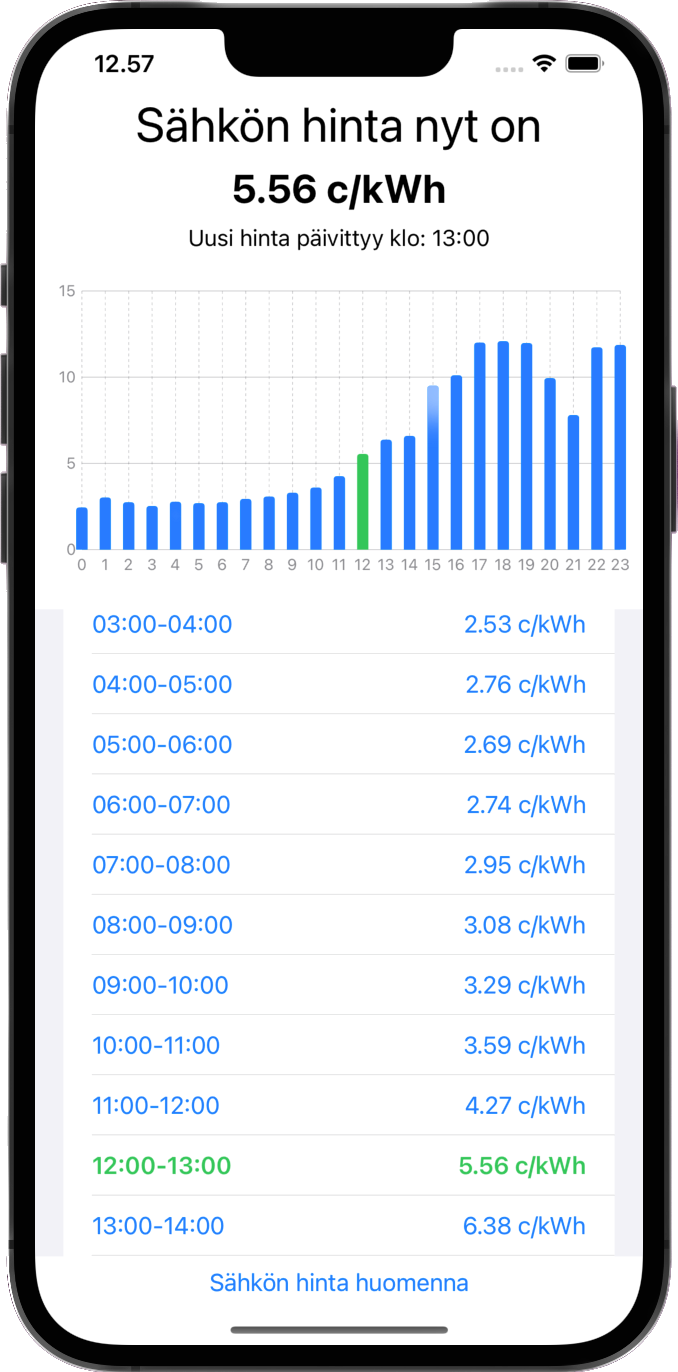 12.57
Sähkön hinta nyt on
5.56 c/kWh
Uusi hinta päivittyy klo: 13:00
15
10
5
0
0 1 2 3 4 5 6 7 8 9 10 11 12 13 14 15 16 17 18 19 20 21 22 23
03:00-04:00 2.53 c/kWh
04:00-05:00 2.76 c/kWh
05:00-06:00 2.69 c/kWh
06:00-07:00 2.74 c/kWh
07:00-08:00 2.95 c/kWh
08:00-09:00 3.08 c/kWh
09:00-10:00 3.29 c/kWh
10:00-11:00 3.59 c/kWh
11:00-12:00 4.27 c/kWh
12:00-13:00 5.56 c/kWh
13:00-14:00 6.38 c/kWh
Sähkön hinta huomenna